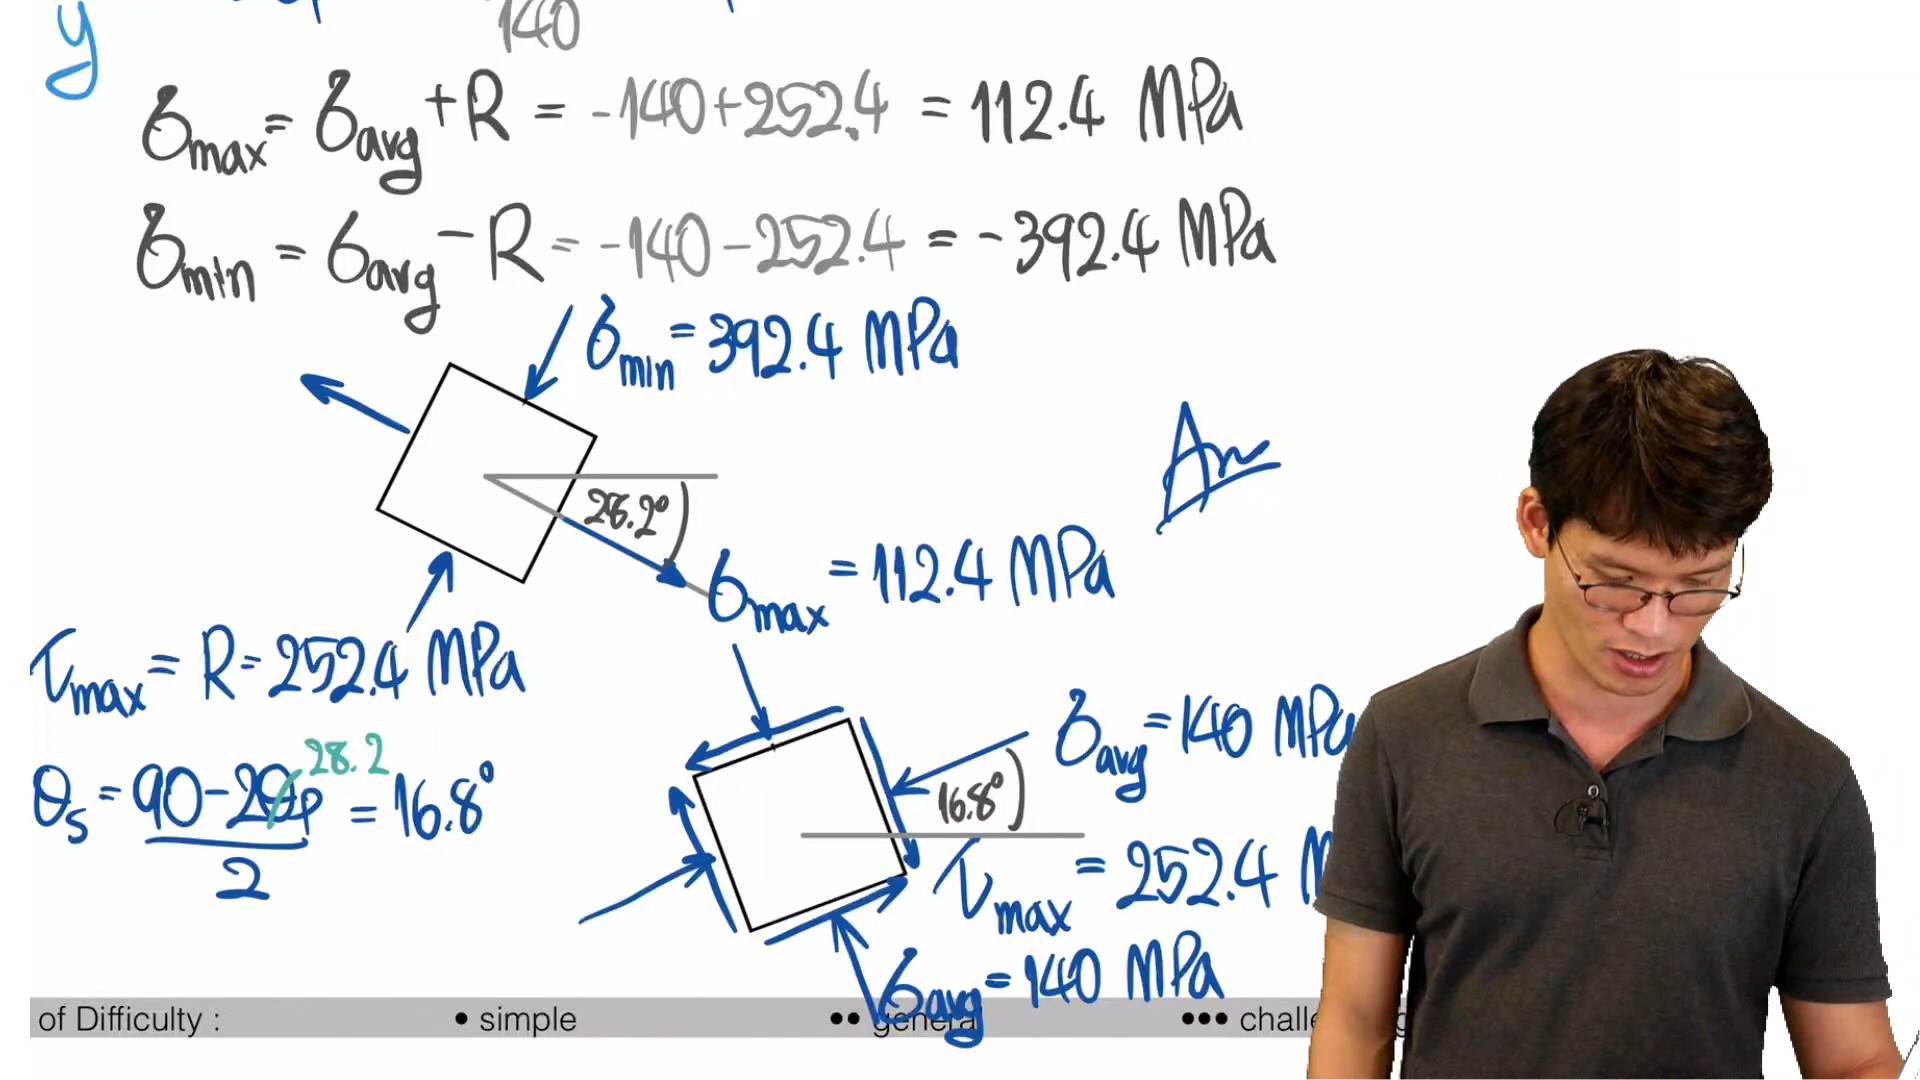 y
140
σmax = σavg + R = -140+252.4 = 112.4 MPa
σmin = σavg - R = -140-252.4 = -392.4 MPa
σmin = 392.4 MPa
28.2°
Ans
σmax = 112.4 MPa
τmax = R = 252.4 MPa
σavg = 140 MPa
θs = 90-2θp 28.2 = 16.8°
2
16.8°
τmax = 252.4 M
σavg = 140 MPa
of Difficulty : • simple •• general ••• challe g